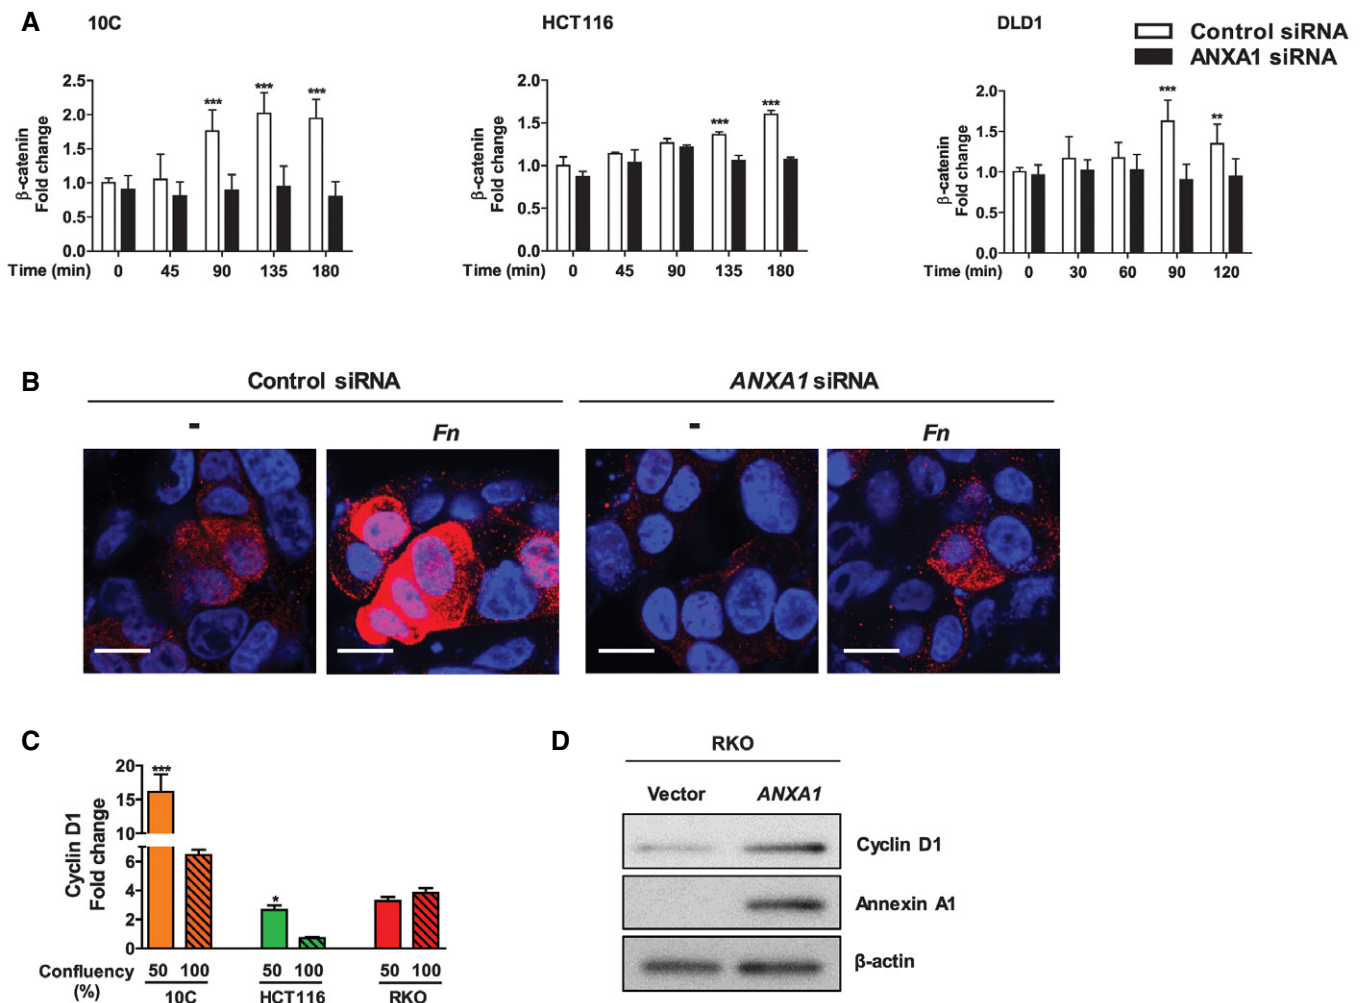 A
10C
HCT116
DLD1
Control siRNA
ANXA1 siRNA
β-catenin
Fold change
2.5
2.0
1.5
1.0
0.5
0.0
***
***
***
Time (min)
0 45 90 135 180
β-catenin
Fold change
2.0
1.5
1.0
0.5
0.0
***
***
Time (min)
0 45 90 135 180
β-catenin
Fold change
2.0
1.5
1.0
0.5
0.0
***
**
Time (min)
0 30 60 90 120
B
Control siRNA
ANXA1 siRNA
- Fn - Fn
C
Cyclin D1
Fold change
20
15
10
6
4
2
0
***
*
Confluency
(%)
50 100 50 100 50 100
10C HCT116 RKO
D
RKO
Vector ANXA1
Cyclin D1
Annexin A1
β-actin